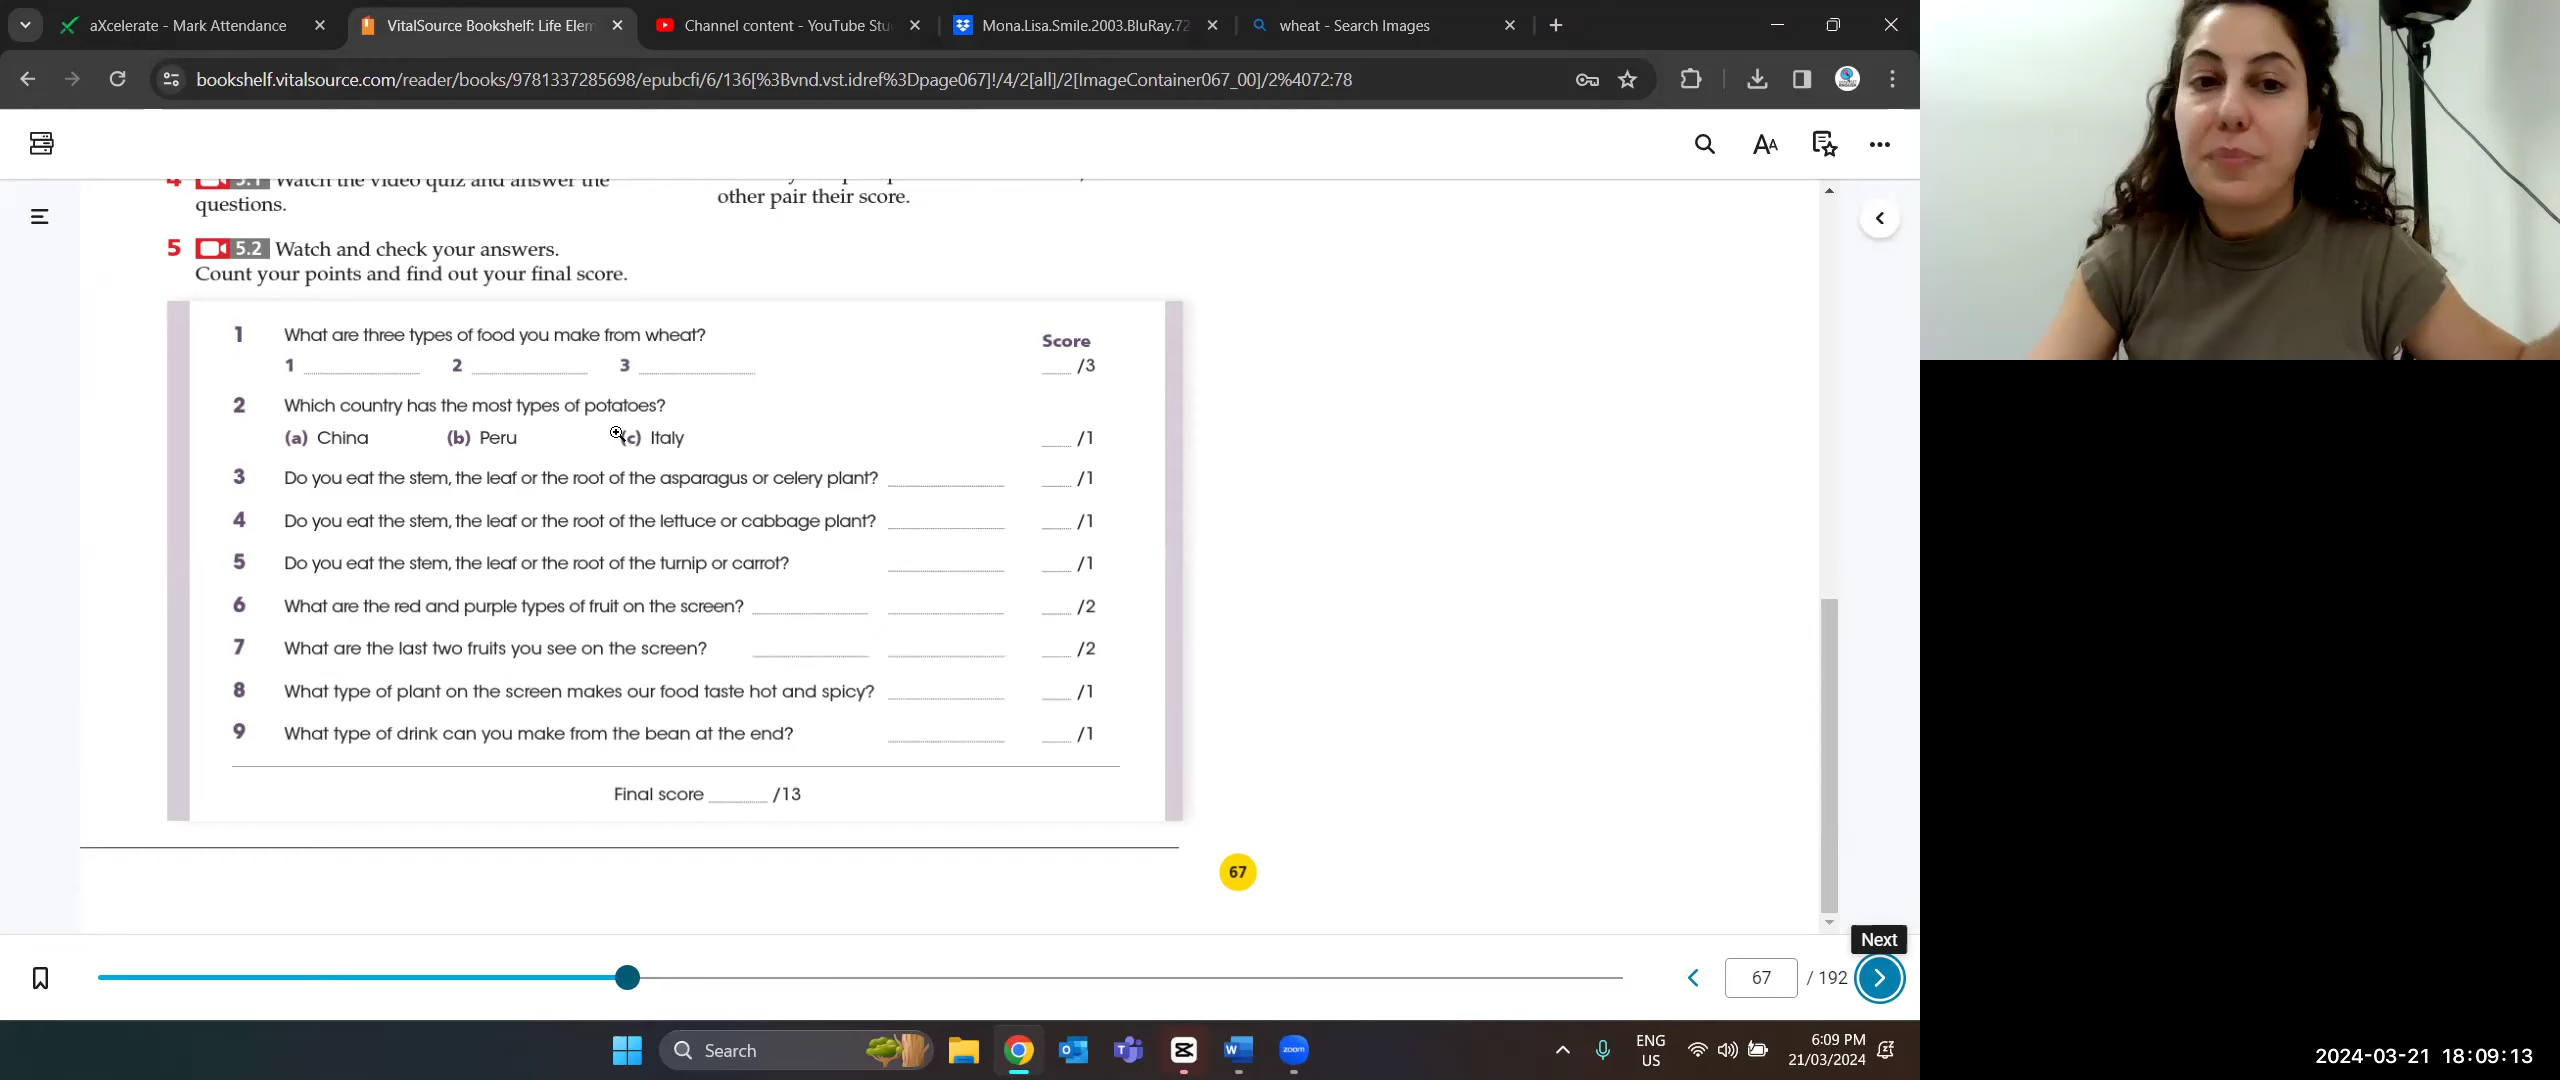 aXcelerate - Mark Attendance
VitalSource Bookshelf: Life Elem
Channel content - YouTube Stu
Mona.Lisa.Smile.2003.BluRay.72
wheat - Search Images
bookshelf.vitalsource.com/reader/books/9781337285698/epubcfi/6/136[%3Bvnd.vst.idref%3Dpage067]!/4/2[all]/2[ImageContainer067_00]/2%4072:78
4 5.1 Watch the video quiz and answer the
questions.
other pair their score.
5 5.2 Watch and check your answers.
Count your points and find out your final score.
1 What are three types of food you make from wheat?
Score
1 2 3 /3
2 Which country has the most types of potatoes?
(a) China (b) Peru (c) Italy /1
3 Do you eat the stem, the leaf or the root of the asparagus or celery plant? /1
4 Do you eat the stem, the leaf or the root of the lettuce or cabbage plant? /1
5 Do you eat the stem, the leaf or the root of the turnip or carrot? /1
6 What are the red and purple types of fruit on the screen? /2
7 What are the last two fruits you see on the screen? /2
8 What type of plant on the screen makes our food taste hot and spicy? /1
9 What type of drink can you make from the bean at the end? /1
Final score /13
67
Next
67 / 192
Search
zoom
ENG
US
6:09 PM
21/03/2024
2024-03-21 18:09:13